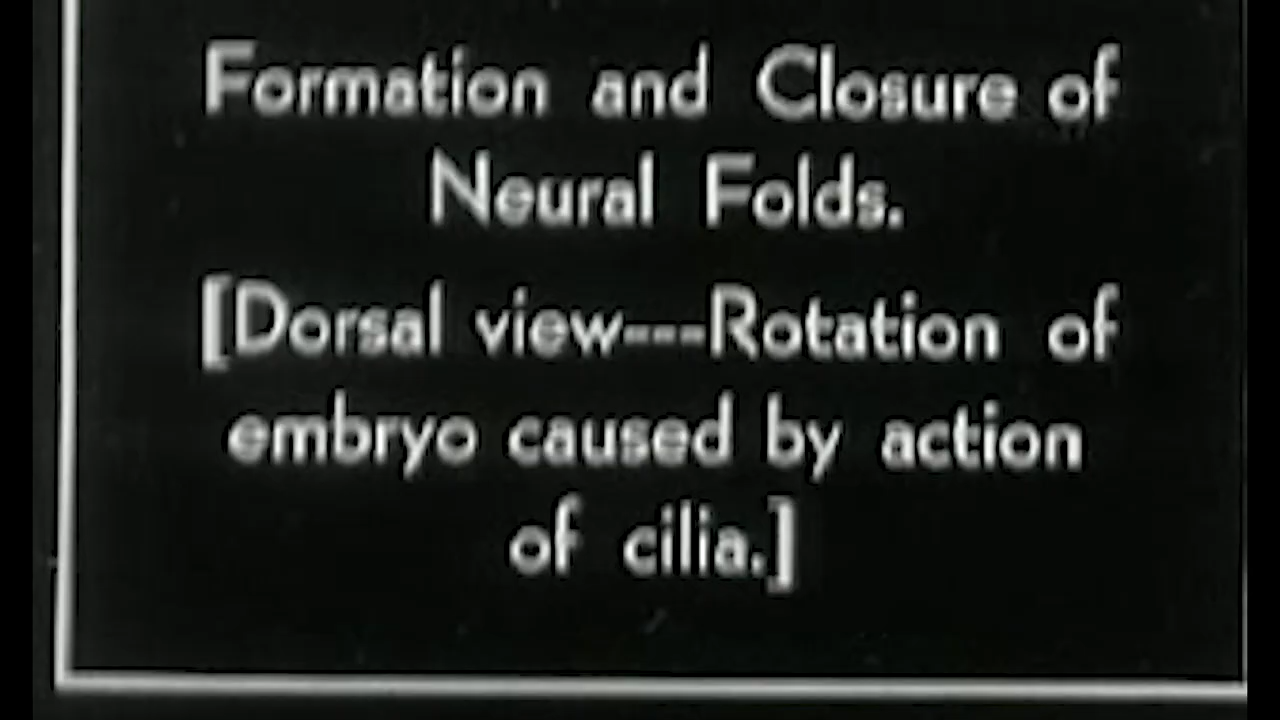 Formation and Closure of
Neural Folds.
[Dorsal view---Rotation of
embryo caused by action
of cilia.]